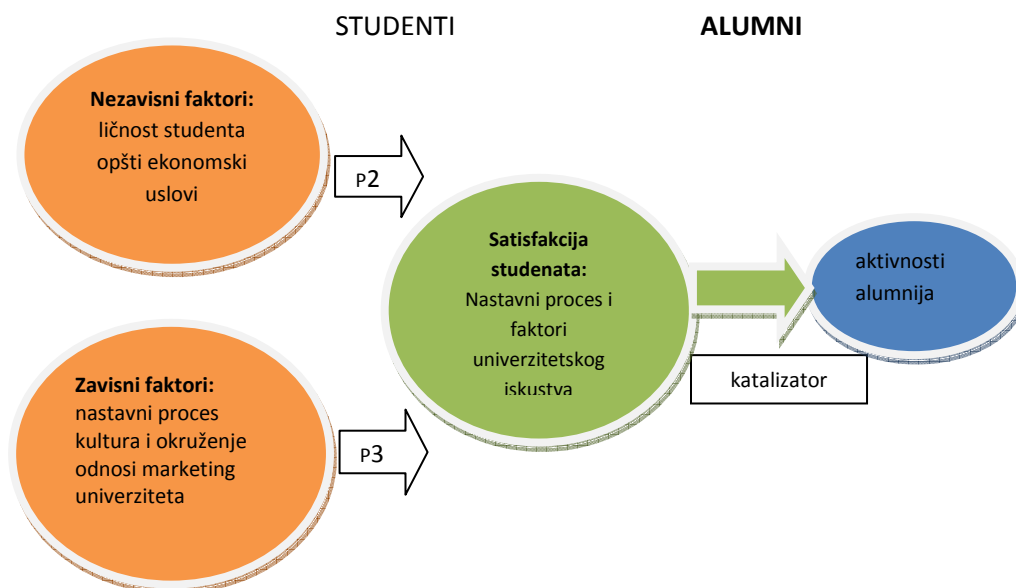 STUDENTI
ALUMNI
Nezavisni faktori:
ličnost studenta
opšti ekonomski
uslovi
P2
Satisfakcija
studenata:
Nastavni proces i
faktori
univerzitetskog
iskustva
aktivnosti
alumnija
katalizator
Zavisni faktori:
nastavni proces
kultura i okruženje
odnosi marketing
univerziteta
P3